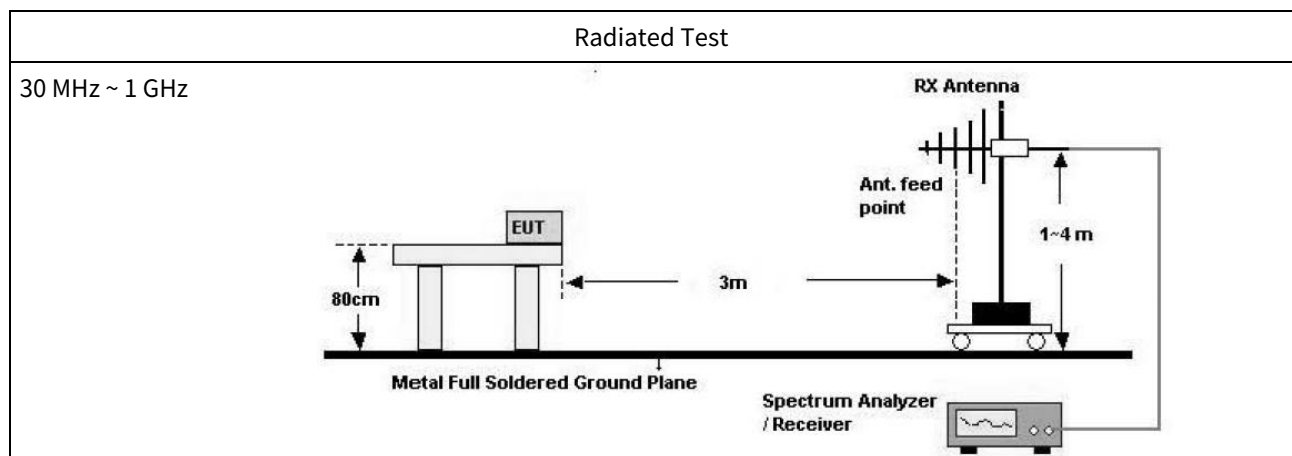 Radiated Test
30 MHz ~ 1 GHz
RX Antenna
Ant. feed
point
EUT
1~4 m
3m
80cm
Metal Full Soldered Ground Plane
Spectrum Analyzer
/ Receiver